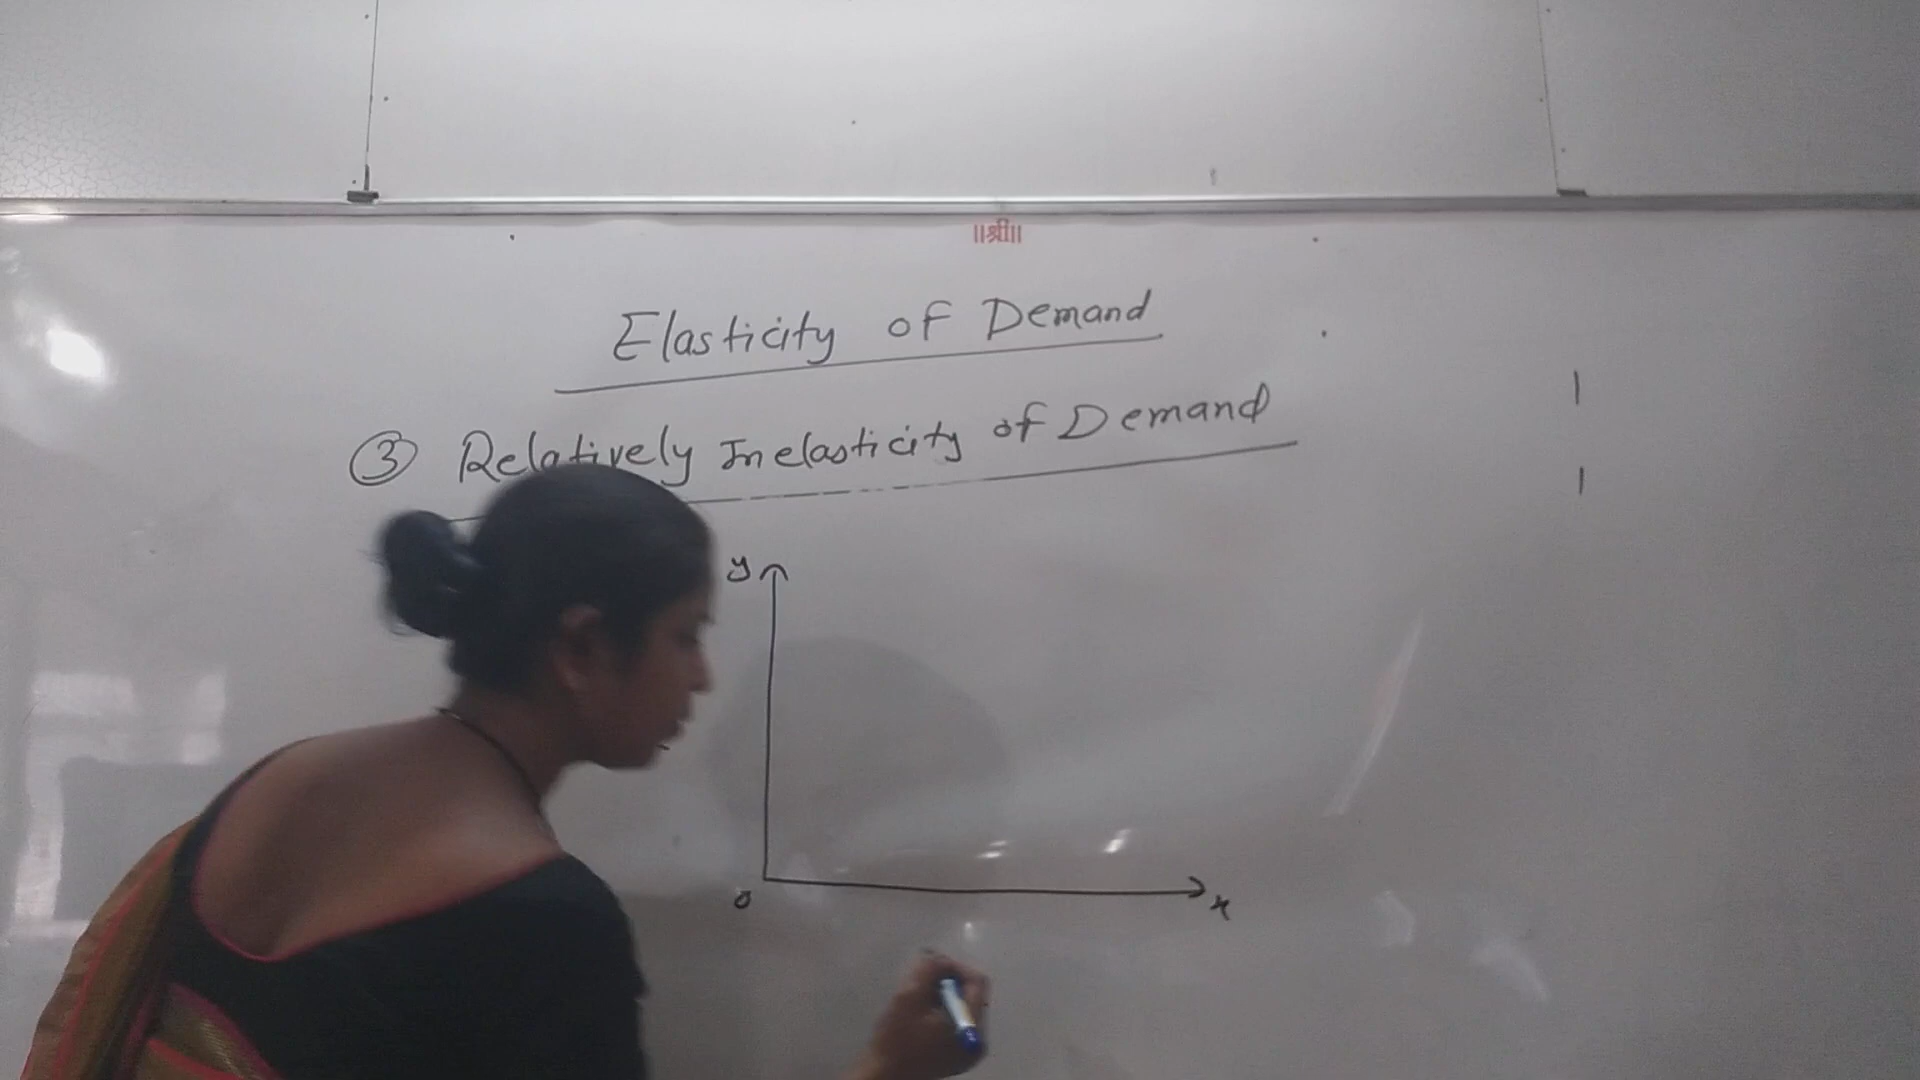 ॥श्री॥
Elasticity of Demand
③ Relatively Inelasticity of Demand
y
o
x